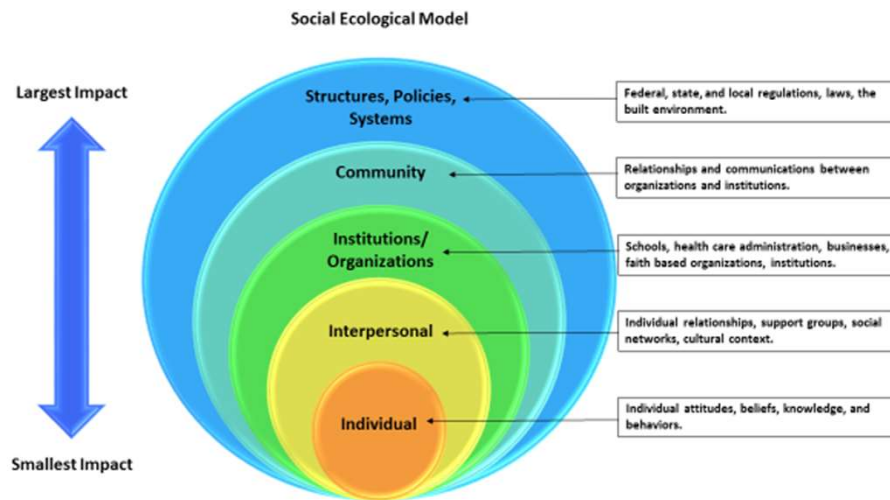 Social Ecological Model
Largest Impact
Structures, Policies,
Systems
Federal, state, and local regulations, laws, the
built environment.
Community
Relationships and communications between
organizations and institutions.
Institutions/
Organizations
Schools, health care administration, businesses,
faith based organizations, institutions.
Interpersonal
Individual relationships, support groups, social
networks, cultural context.
Individual
Individual attitudes, beliefs, knowledge, and
behaviors.
Smallest Impact